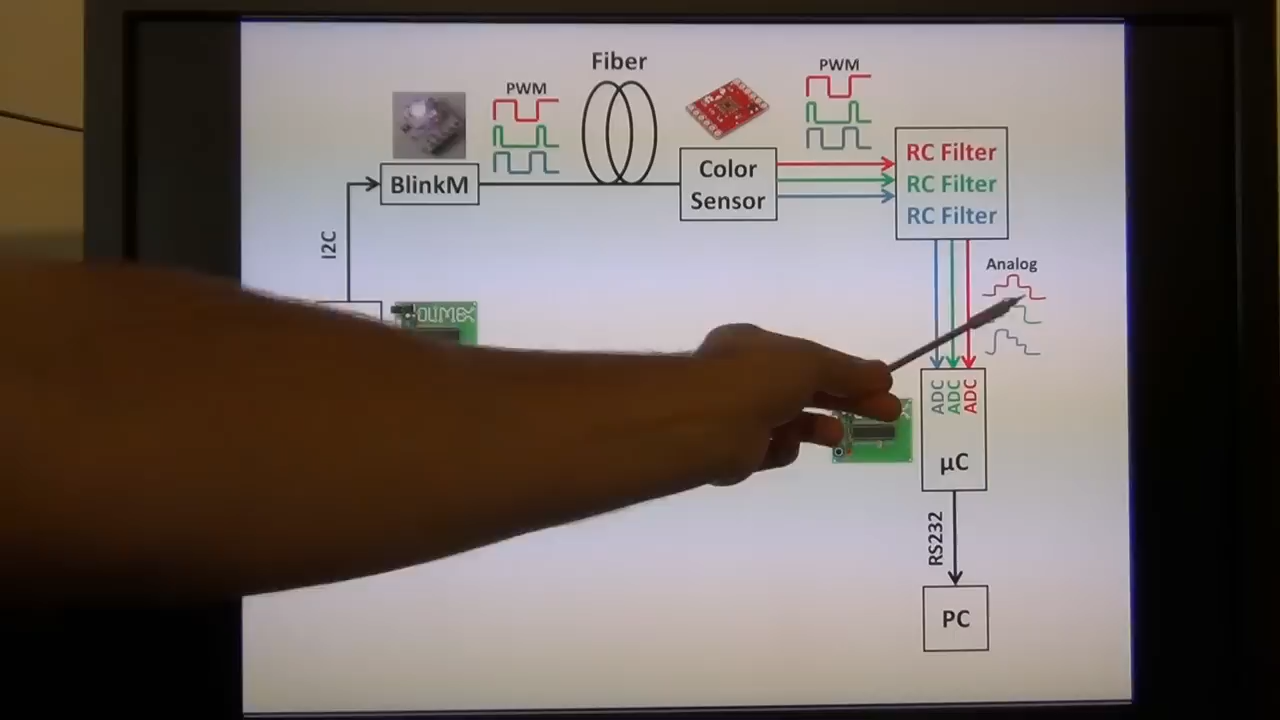 Fiber
PWM
PWM
BlinkM
Color
Sensor
RC Filter
RC Filter
RC Filter
I2C
Analog
OLIMEX
ADC
ADC
ADC
µC
RS232
PC